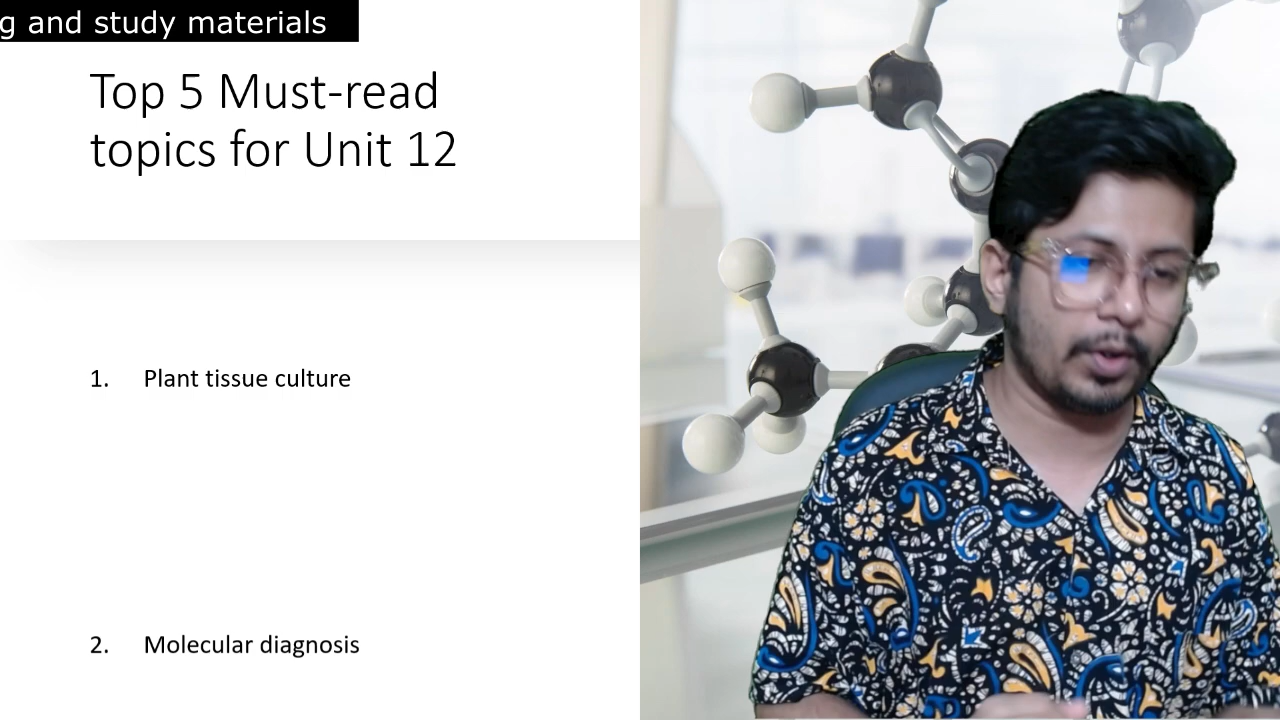 g and study materials
Top 5 Must-read
topics for Unit 12
1. Plant tissue culture
2. Molecular diagnosis